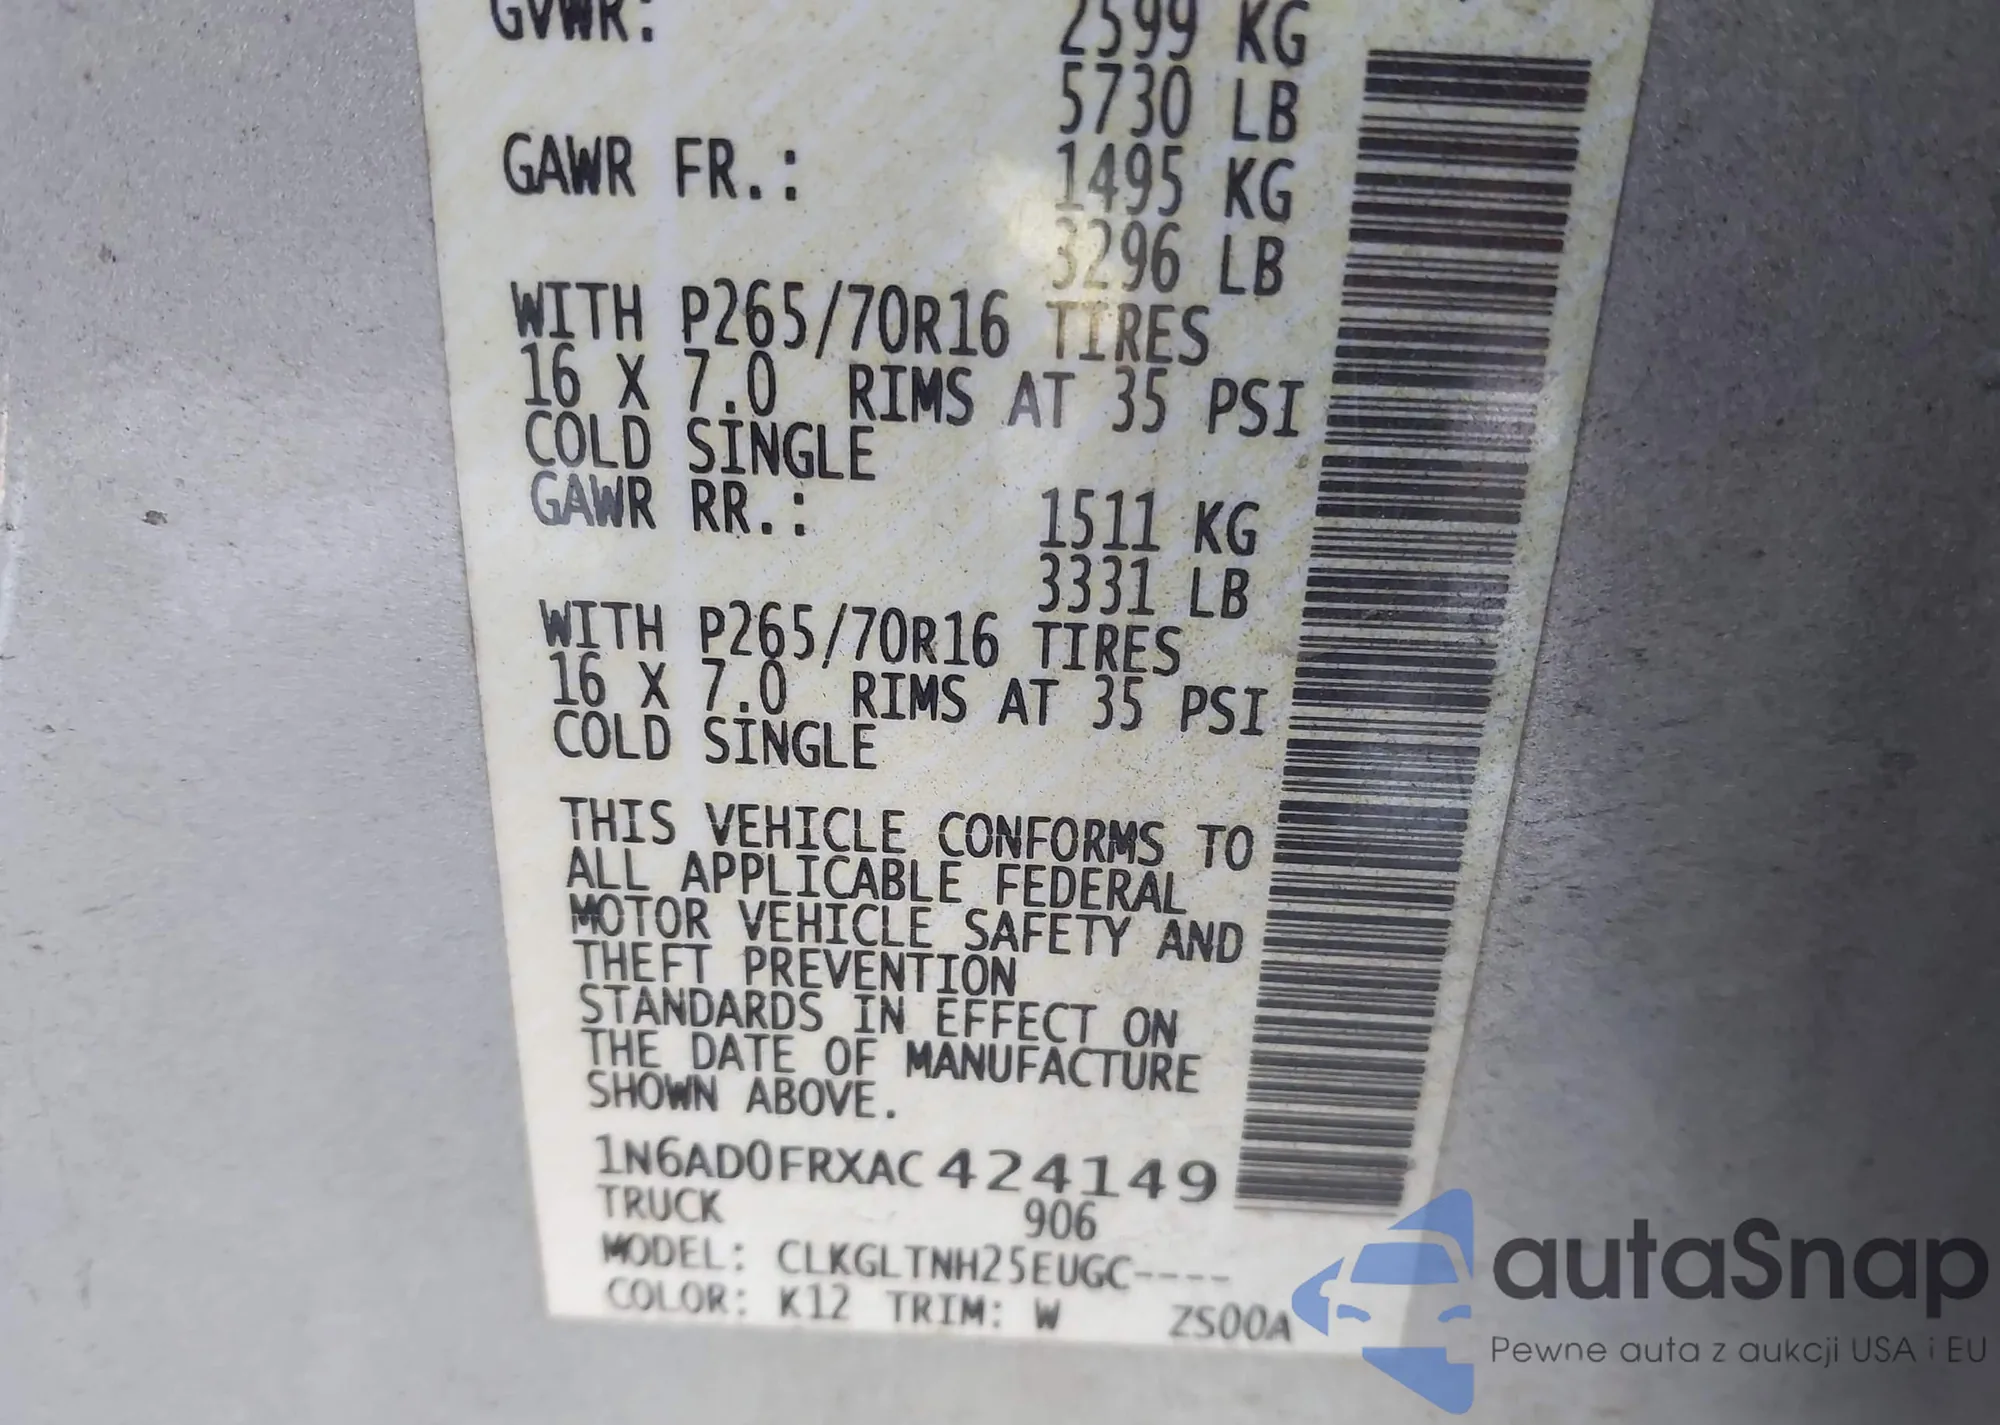 GVWR: 2599 KG
5730 LB
GAWR FR.: 1495 KG
3296 LB
WITH P265/70R16 TIRES
16 X 7.0 RIMS AT 35 PSI
COLD SINGLE
GAWR RR.: 1511 KG
3331 LB
WITH P265/70R16 TIRES
16 X 7.0 RIMS AT 35 PSI
COLD SINGLE
THIS VEHICLE CONFORMS TO
ALL APPLICABLE FEDERAL
MOTOR VEHICLE SAFETY AND
THEFT PREVENTION
STANDARDS IN EFFECT ON
THE DATE OF MANUFACTURE
SHOWN ABOVE.
1N6AD0FRXAC424149
TRUCK 906
MODEL: CLKGLTNH25EUGC----
COLOR: K12 TRIM: W ZS00A
autaSnap
Pewne auta z aukcji USA i EU